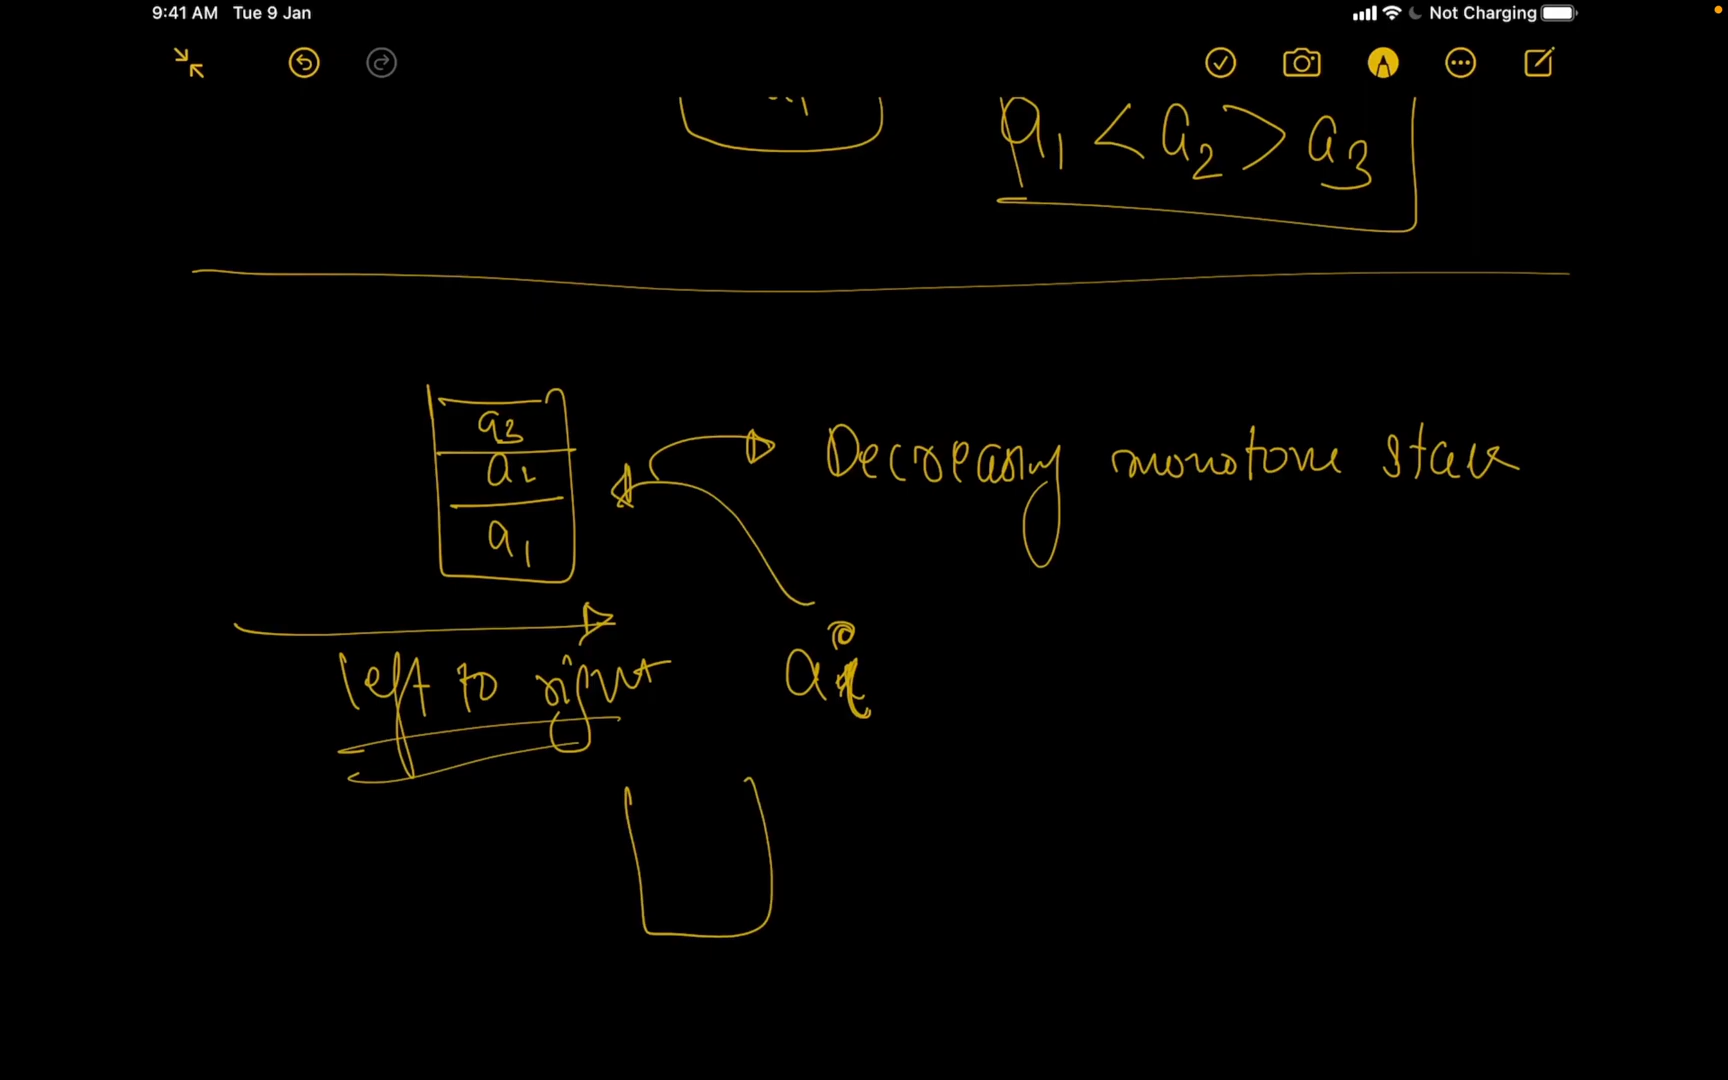 9:41 AM Tue 9 Jan
Not Charging
a1 < a2 > a3
a3
a2
a1
Decreasing monotone stack
left to right